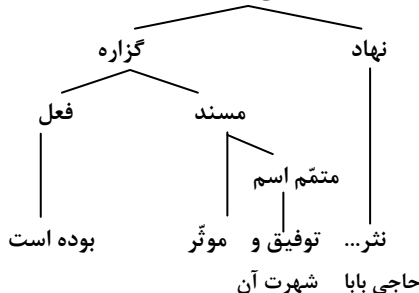 نهاد گزاره
مسند فعل
متمّم اسم
نثر... توفیق و موثّر بوده است
حاجی بابا شهرت آن